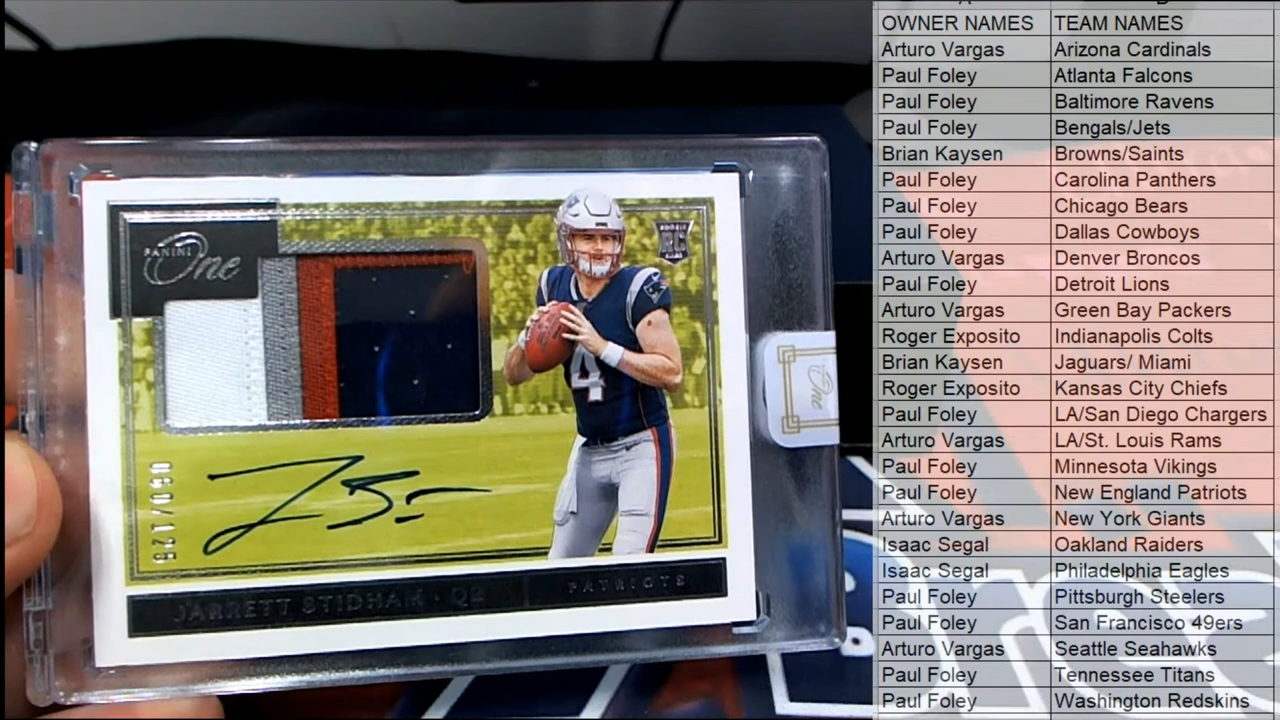 PANINI
One
ROOKIE
RC
4
One
060/125
JARRETT STIDHAM • QB
PATRIOTS
OWNER NAMES TEAM NAMES
Arturo Vargas Arizona Cardinals
Paul Foley Atlanta Falcons
Paul Foley Baltimore Ravens
Paul Foley Bengals/Jets
Brian Kaysen Browns/Saints
Paul Foley Carolina Panthers
Paul Foley Chicago Bears
Paul Foley Dallas Cowboys
Arturo Vargas Denver Broncos
Paul Foley Detroit Lions
Arturo Vargas Green Bay Packers
Roger Exposito Indianapolis Colts
Brian Kaysen Jaguars/ Miami
Roger Exposito Kansas City Chiefs
Paul Foley LA/San Diego Chargers
Arturo Vargas LA/St. Louis Rams
Paul Foley Minnesota Vikings
Paul Foley New England Patriots
Arturo Vargas New York Giants
Isaac Segal Oakland Raiders
Isaac Segal Philadelphia Eagles
Paul Foley Pittsburgh Steelers
Paul Foley San Francisco 49ers
Arturo Vargas Seattle Seahawks
Paul Foley Tennessee Titans
Paul Foley Washington Redskins